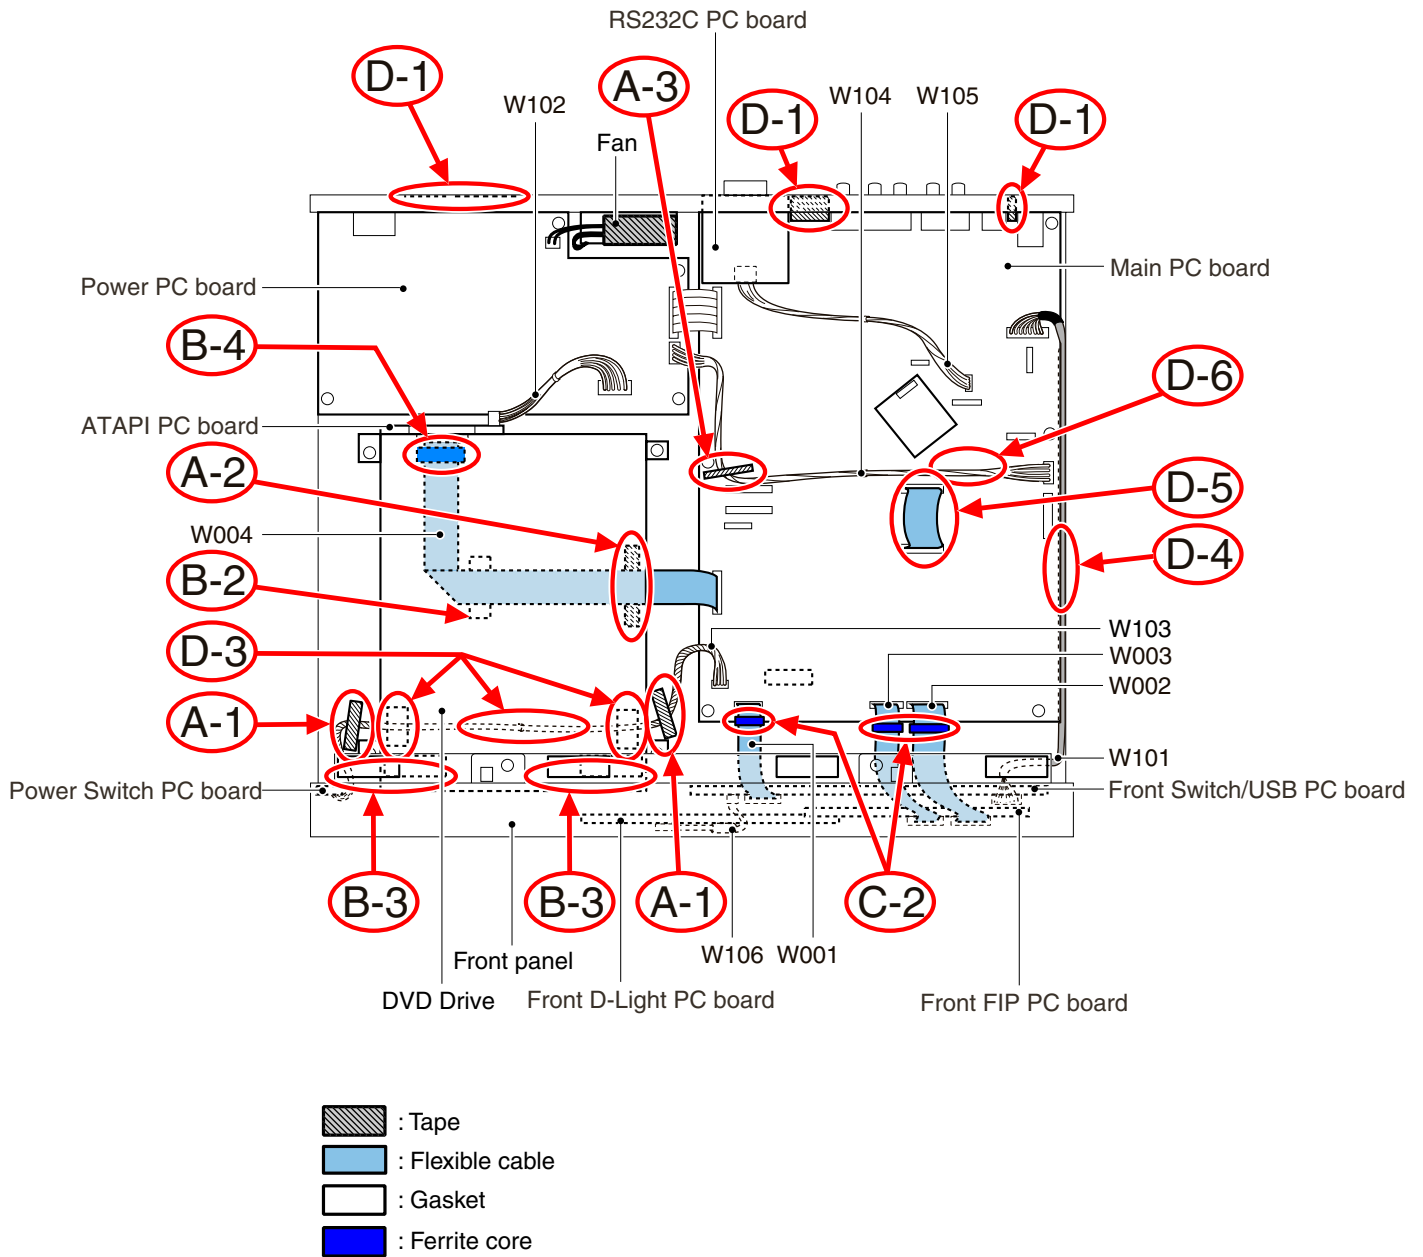 RS232C PC board
D-1
A-3
W102
W104
W105
D-1
D-1
Fan
Power PC board
Main PC board
B-4
D-6
ATAPI PC board
A-2
D-5
W004
D-4
B-2
W103
D-3
W003
W002
A-1
W101
Power Switch PC board
Front Switch/USB PC board
B-3
B-3
A-1
C-2
W106
W001
Front panel
DVD Drive
Front D-Light PC board
Front FIP PC board
: Tape
: Flexible cable
: Gasket
: Ferrite core